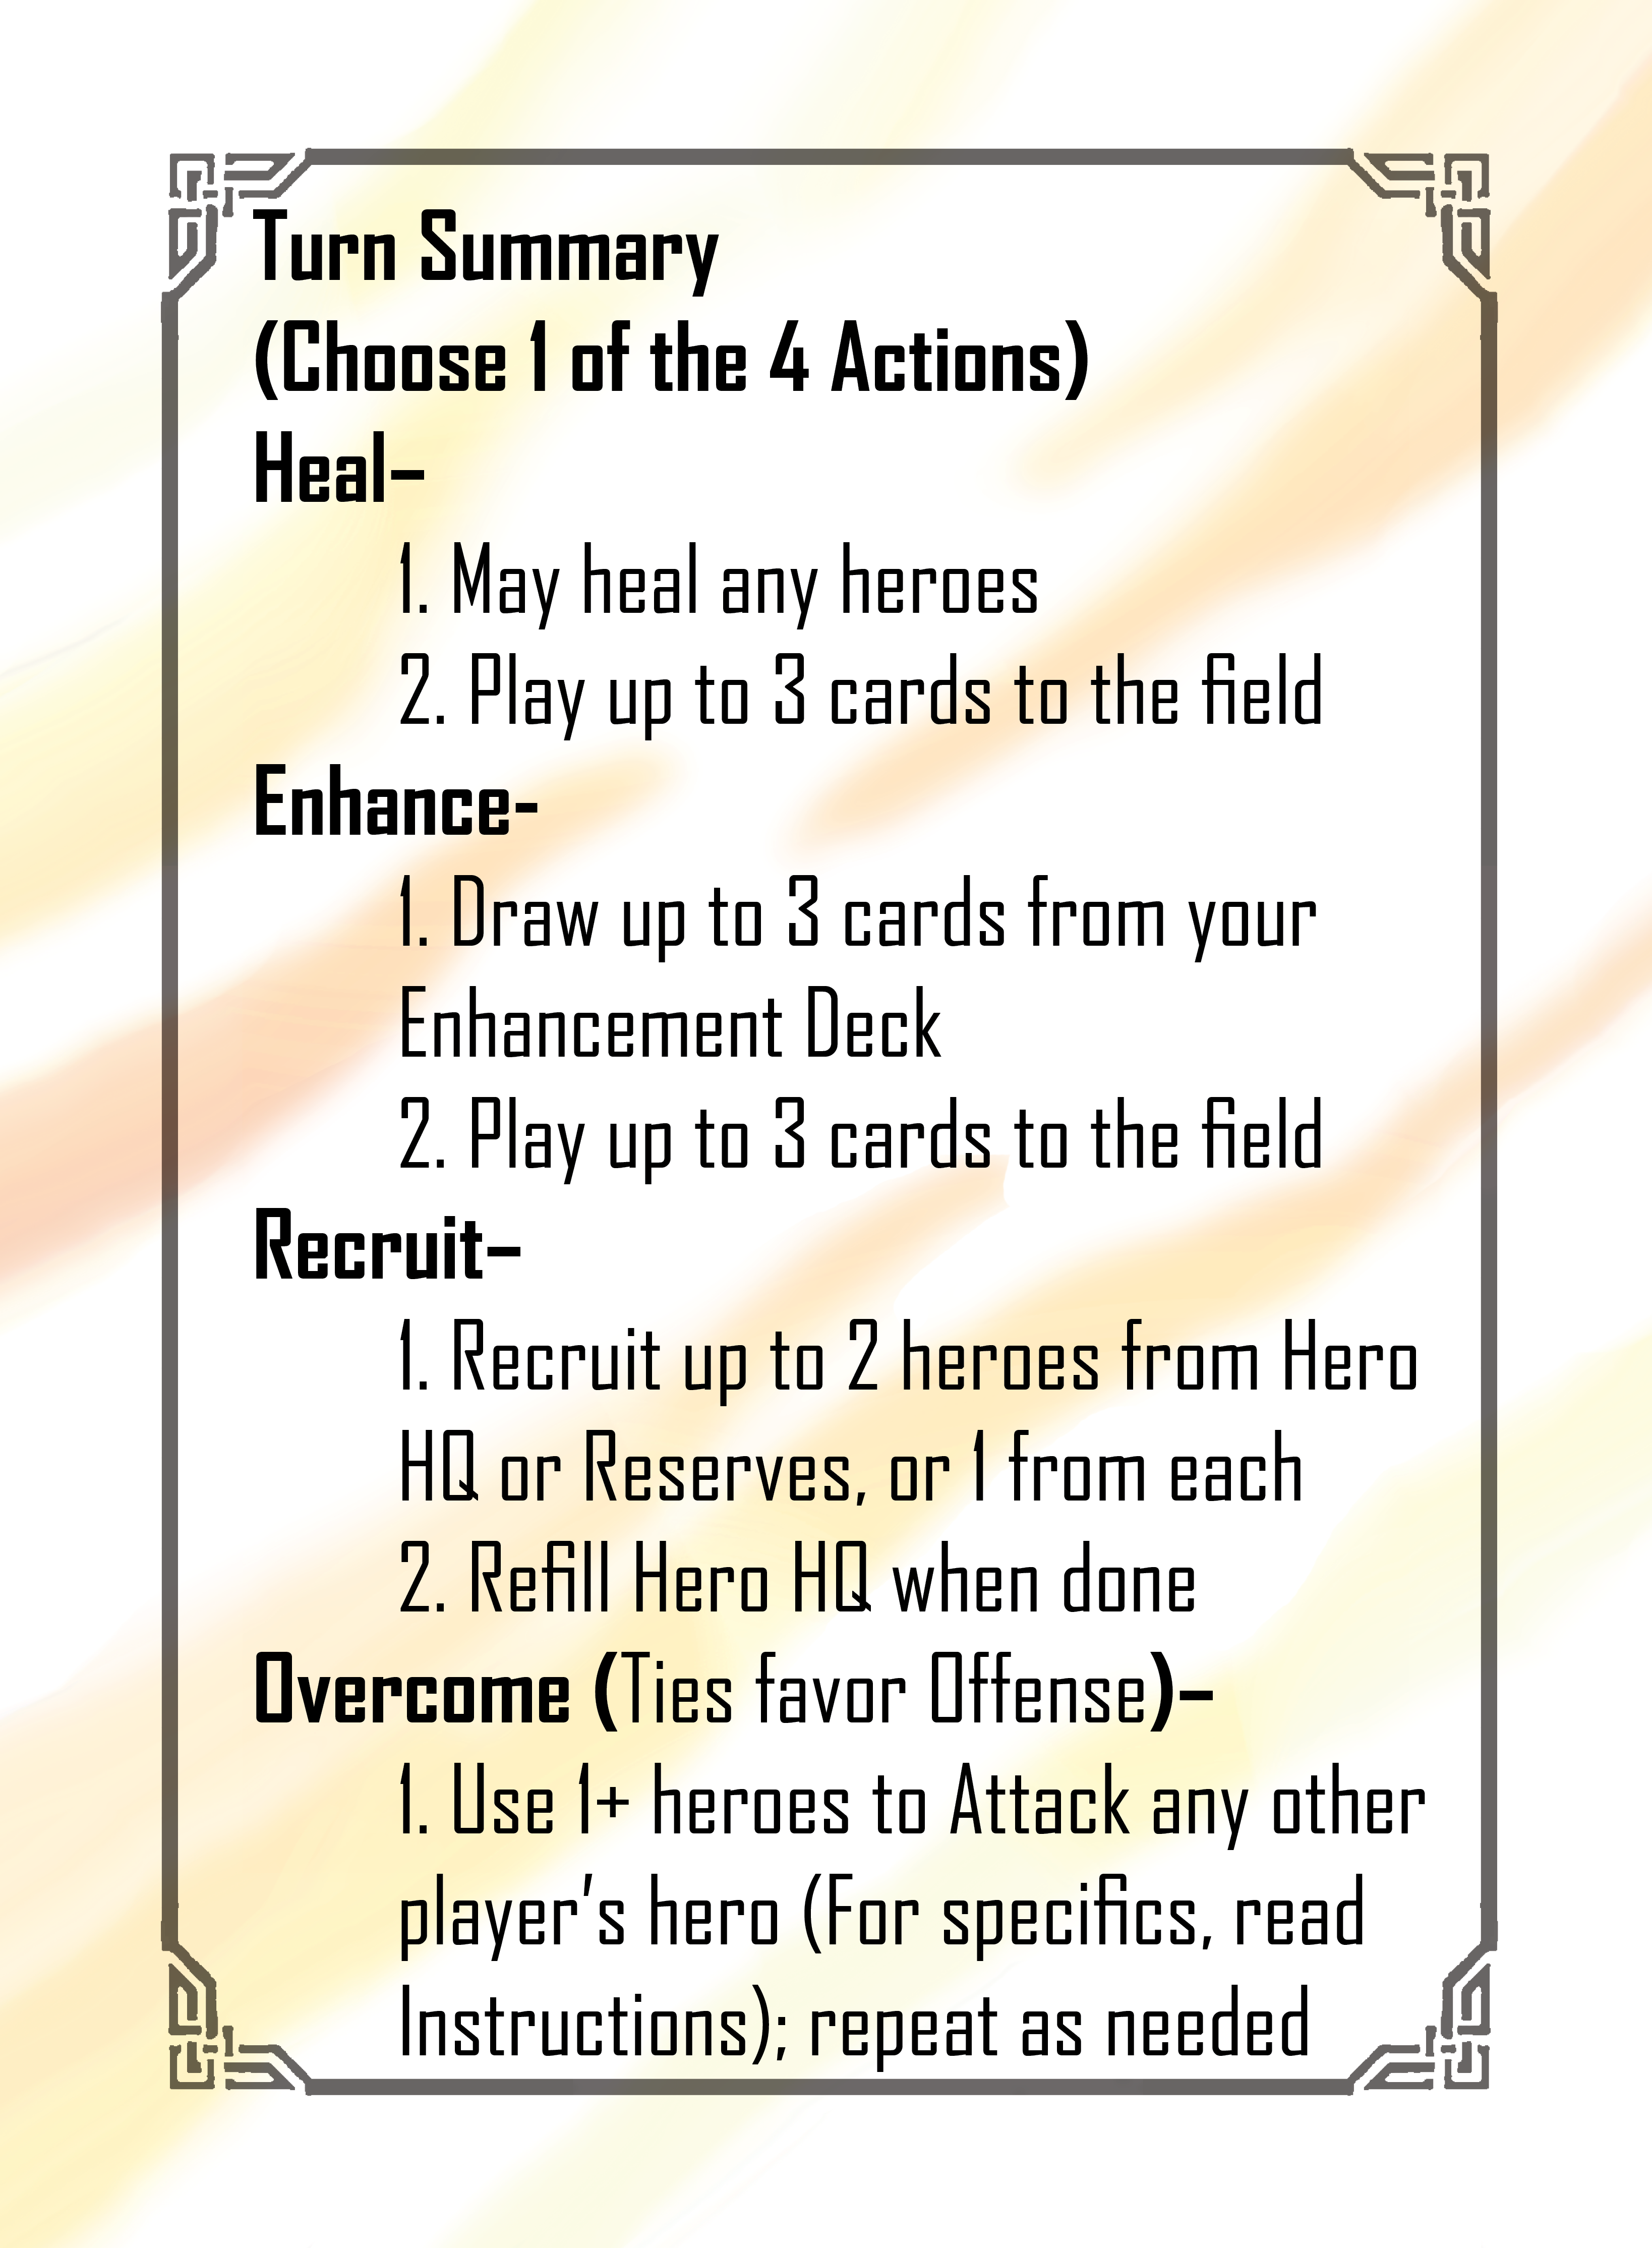 Turn Summary
(Choose 1 of the 4 Actions)
Heal–
1. May heal any heroes
2. Play up to 3 cards to the field
Enhance-
1. Draw up to 3 cards from your
Enhancement Deck
2. Play up to 3 cards to the field
Recruit–
1. Recruit up to 2 heroes from Hero
HQ or Reserves, or 1 from each
2. Refill Hero HQ when done
Overcome (Ties favor Offense)–
1. Use 1+ heroes to Attack any other
player’s hero (For specifics, read
Instructions); repeat as needed